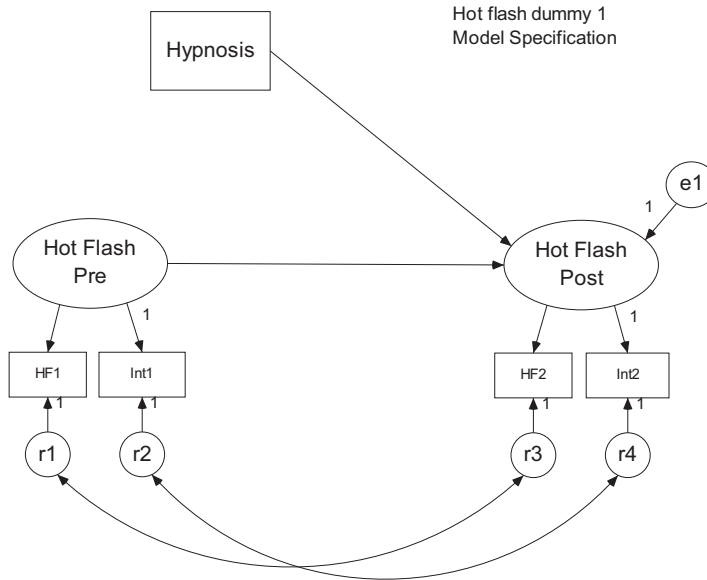 Hot flash dummy 1
Model Specification
Hypnosis
e1
1
Hot Flash
Pre
Hot Flash
Post
1
1
HF1
Int1
HF2
Int2
1
1
1
1
r1
r2
r3
r4